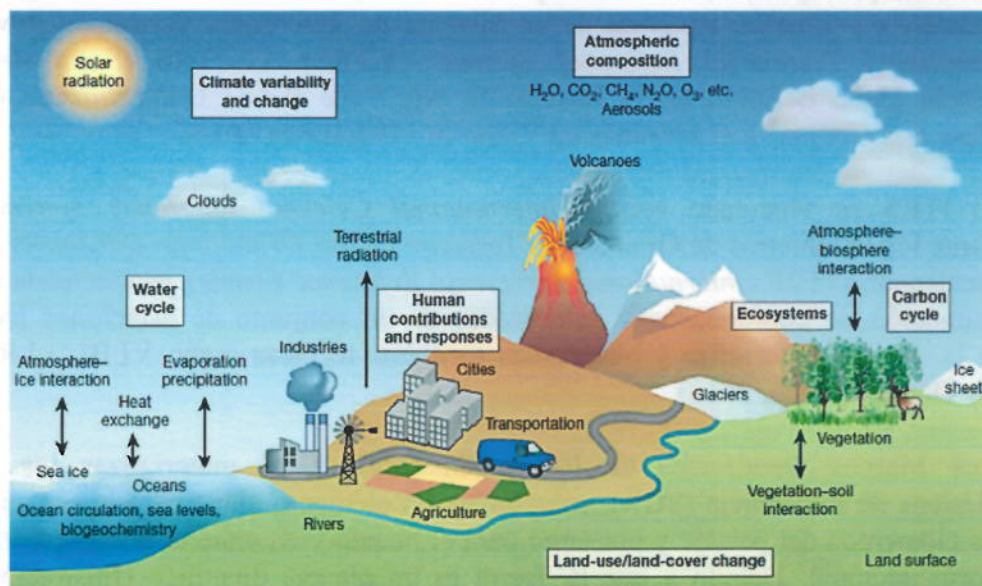 Solar
radiation
Climate variability
and change
Atmospheric
composition
H₂O, CO₂, CH₄, N₂O, O₃, etc.
Aerosols
Volcanoes
Clouds
Terrestrial
radiation
Atmosphere–
biosphere
interaction
Water
cycle
Human
contributions
and responses
Ecosystems
Carbon
cycle
Atmosphere–
ice interaction
Evaporation
precipitation
Industries
Cities
Heat
exchange
Glaciers
Ice
sheet
Transportation
Vegetation
Sea ice
Oceans
Ocean circulation, sea levels,
biogeochemistry
Rivers
Agriculture
Vegetation–soil
interaction
Land-use/land-cover change
Land surface